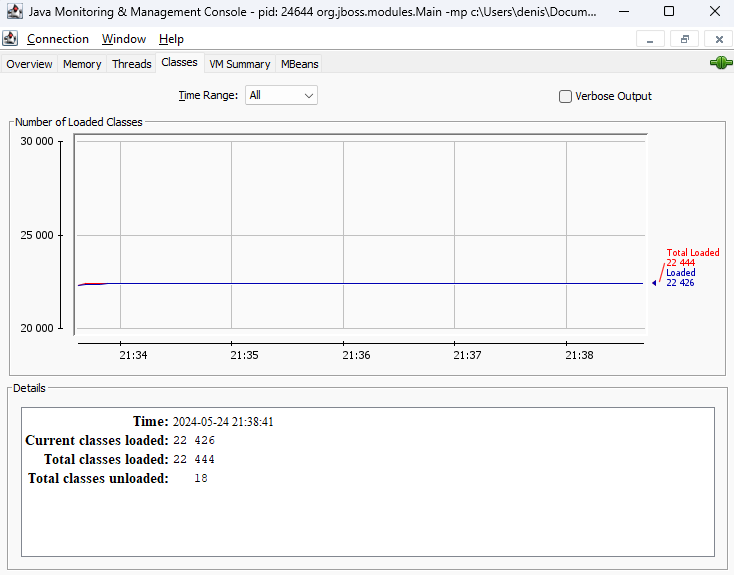 Java Monitoring & Management Console - pid: 24644 org.jboss.modules.Main -mp c:\Users\denis\Docum...
Connection Window Help
Overview Memory Threads Classes VM Summary MBeans
Time Range: All Verbose Output
Number of Loaded Classes
30 000
25 000
20 000
Total Loaded
22 444
Loaded
22 426
21:34 21:35 21:36 21:37 21:38
Details
Time: 2024-05-24 21:38:41
Current classes loaded: 22 426
Total classes loaded: 22 444
Total classes unloaded: 18